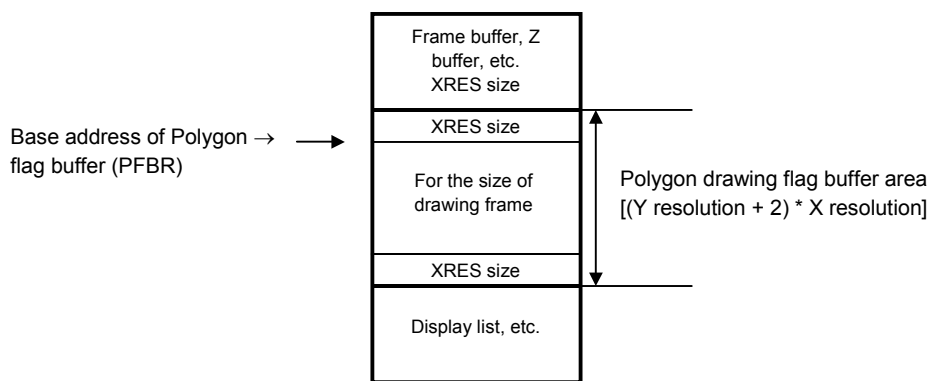 Frame buffer, Z
buffer, etc.
XRES size
XRES size
Base address of Polygon →
flag buffer (PFBR)
For the size of
drawing frame
Polygon drawing flag buffer area
[(Y resolution + 2) * X resolution]
XRES size
Display list, etc.